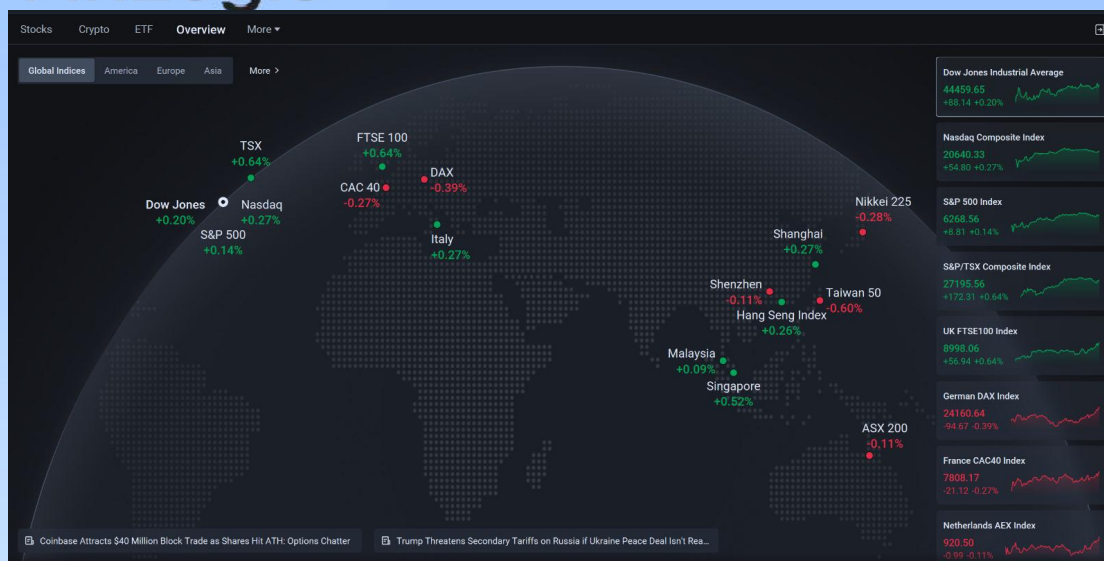 Stocks Crypto ETF Overview More
Global Indices America Europe Asia More >
TSX
+0.64%
FTSE 100
+0.64%
DAX
-0.39%
CAC 40
-0.27%
Dow Jones
+0.20%
Nasdaq
+0.27%
S&P 500
+0.14%
Italy
+0.27%
Nikkei 225
-0.28%
Shanghai
+0.27%
Shenzhen
-0.11%
Taiwan 50
-0.60%
Hang Seng Index
+0.26%
Malaysia
+0.09%
Singapore
+0.52%
ASX 200
-0.11%
Dow Jones Industrial Average
44459.65
+88.14 +0.20%
Nasdaq Composite Index
20640.33
+54.80 +0.27%
S&P 500 Index
6268.56
+8.81 +0.14%
S&P/TSX Composite Index
27195.56
+172.31 +0.64%
UK FTSE100 Index
8998.06
+56.94 +0.64%
German DAX Index
24160.64
-94.67 -0.39%
France CAC40 Index
7808.17
-21.12 -0.27%
Netherlands AEX Index
920.50
-0.99 -0.11%
Coinbase Attracts $40 Million Block Trade as Shares Hit ATH: Options Chatter
Trump Threatens Secondary Tariffs on Russia if Ukraine Peace Deal Isn't Rea...